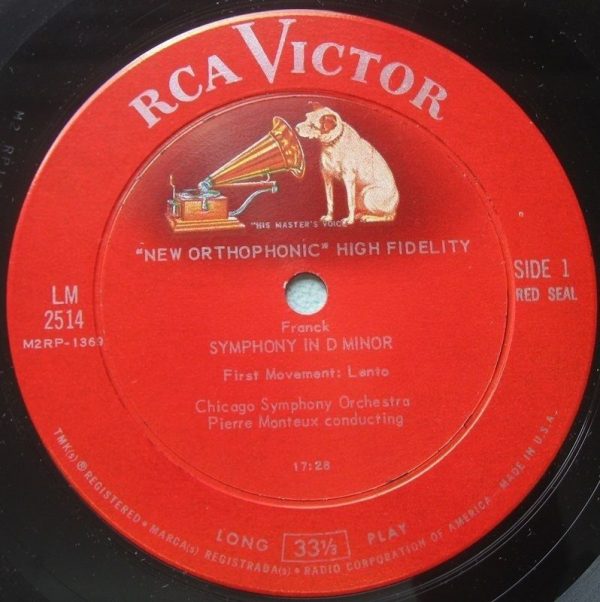 RCA VICTOR
"HIS MASTER'S VOICE"
"NEW ORTHOPHONIC" HIGH FIDELITY
LM
2514
M2RP-1369
SIDE 1
RED SEAL
Franck
SYMPHONY IN D MINOR
First Movement: Lento
Chicago Symphony Orchestra
Pierre Monteux conducting
17:28
LONG 33⅓ PLAY
TMK(s) ® REGISTERED • MARCA(s) REGISTRADA(s) • RADIO CORPORATION OF AMERICA - MADE IN U.S.A.